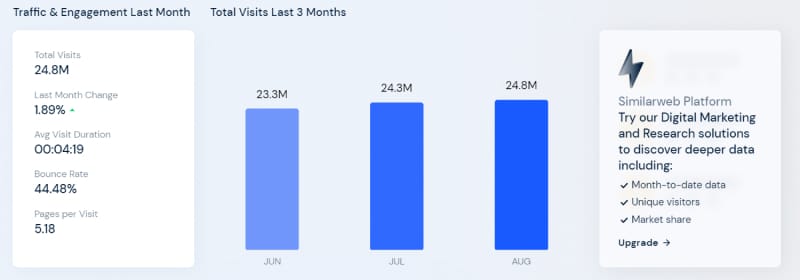 Traffic & Engagement Last Month
Total Visits
24.8M
Last Month Change
1.89%
Avg Visit Duration
00:04:19
Bounce Rate
44.48%
Pages per Visit
5.18
Total Visits Last 3 Months
23.3M
24.3M
24.8M
JUN
JUL
AUG
Similarweb Platform
Try our Digital Marketing
and Research solutions
to discover deeper data
including:
Month-to-date data
Unique visitors
Market share
Upgrade →